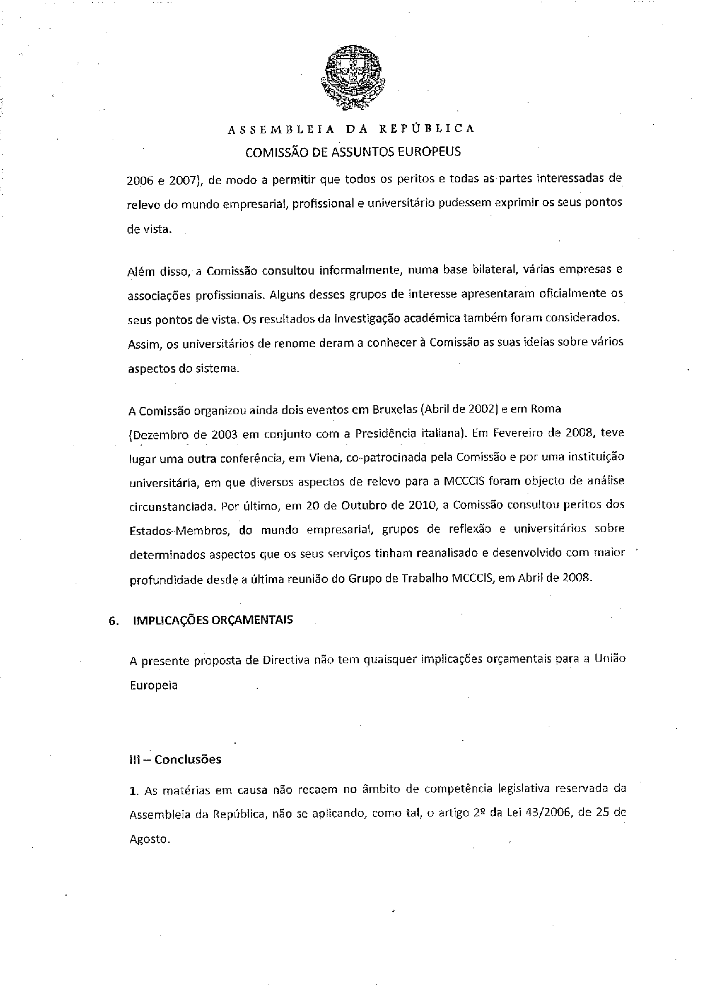 ASSEMBLEIA DA REPÚBLICA
COMISSÃO DE ASSUNTOS EUROPEUS
2006 e 2007), de modo a permitir que todos os peritos e todas as partes interessadas de
relevo do mundo empresarial, profissional e universitário pudessem exprimir os seus pontos
de vista.
Além disso, a Comissão consultou informalmente, numa base bilateral, várias empresas e
associações profissionais. Alguns desses grupos de interesse apresentaram oficialmente os
seus pontos de vista. Os resultados da investigação académica também foram considerados.
Assim, os universitários de renome deram a conhecer à Comissão as suas ideias sobre vários
aspectos do sistema.
A Comissão organizou ainda dois eventos em Bruxelas (Abril de 2002) e em Roma
(Dezembro de 2003 em conjunto com a Presidência italiana). Em Fevereiro de 2008, teve
lugar uma outra conferência, em Viena, co-patrocinada pela Comissão e por uma instituição
universitária, em que diversos aspectos de relevo para a MCCCIS foram objecto de análise
circunstanciada. Por último, em 20 de Outubro de 2010, a Comissão consultou peritos dos
Estados-Membros, do mundo empresarial, grupos de reflexão e universitários sobre
determinados aspectos que os seus serviços tinham reanalisado e desenvolvido com maior
profundidade desde a última reunião do Grupo de Trabalho MCCCIS, em Abril de 2008.
6. IMPLICAÇÕES ORÇAMENTAIS
A presente proposta de Directiva não tem quaisquer implicações orçamentais para a União
Europeia
III – Conclusões
1. As matérias em causa não recaem no âmbito de competência legislativa reservada da
Assembleia da República, não se aplicando, como tal, o artigo 2º da Lei 43/2006, de 25 de
Agosto.